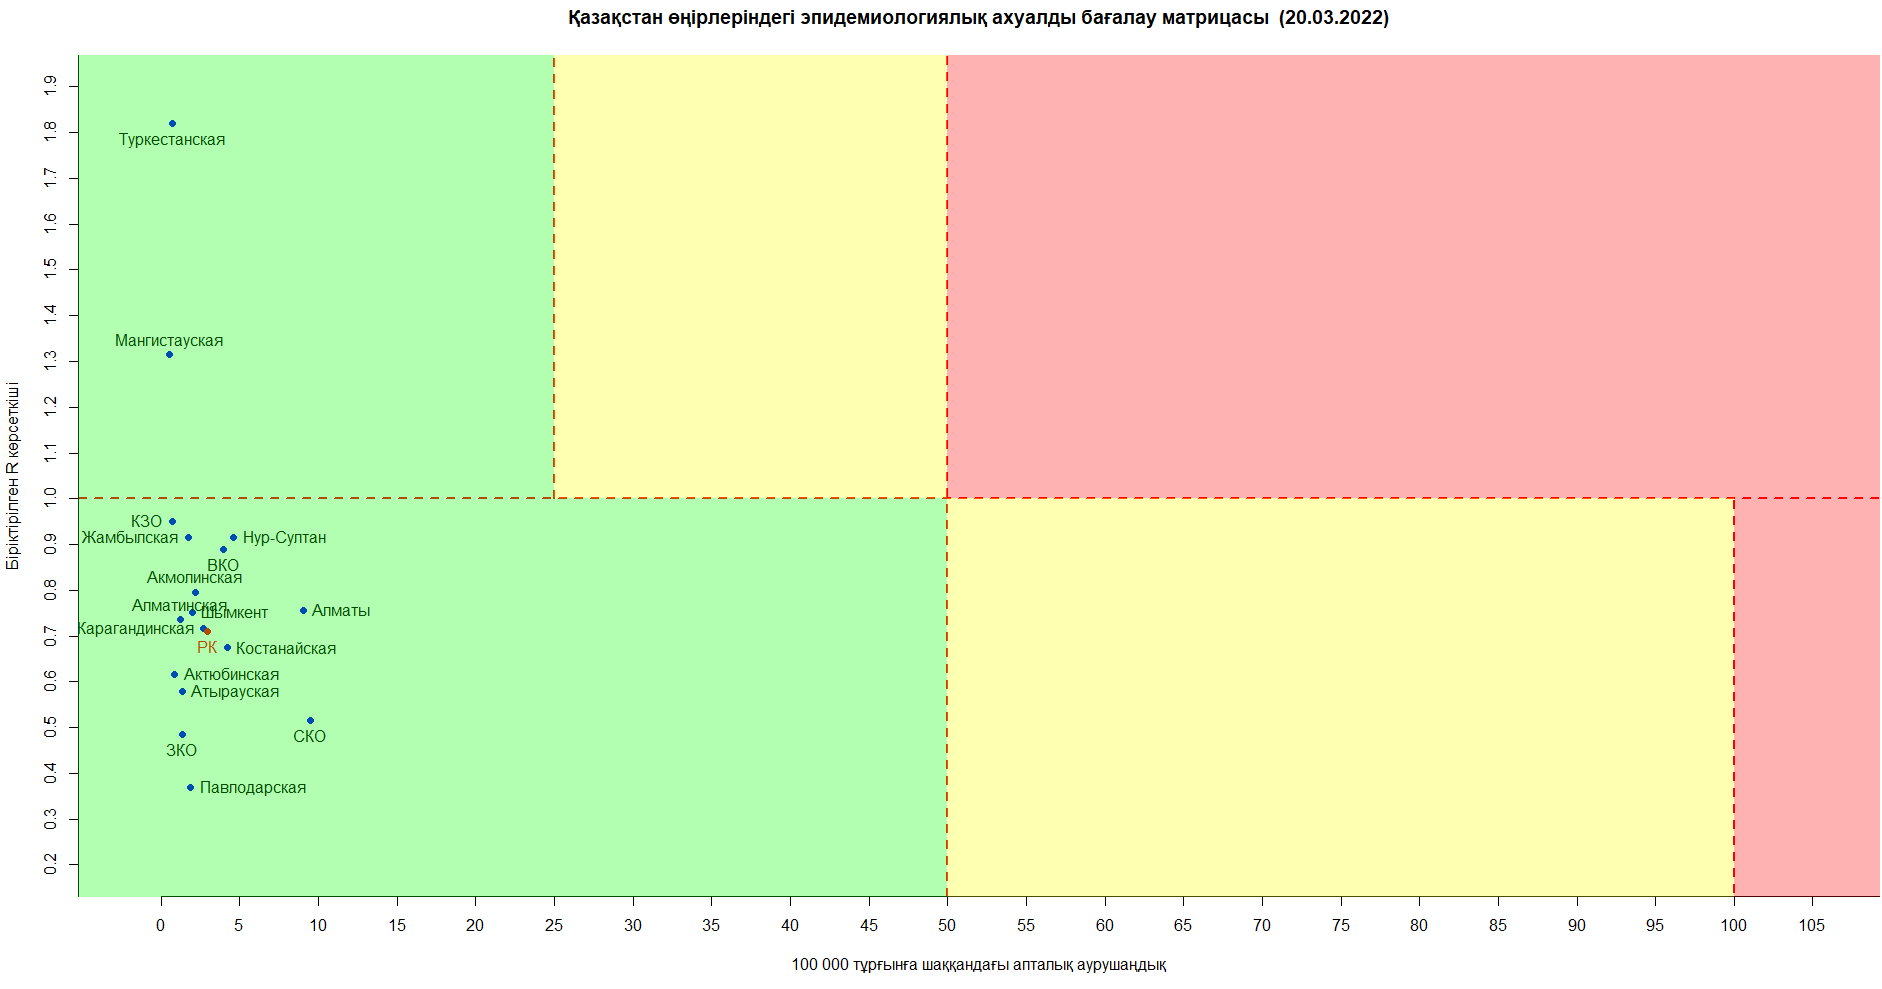 Қазақстан өңірлеріндегі эпидемиологиялық ахуалды бағалау матрицасы (20.03.2022)
1.9
1.8
1.7
1.6
1.5
1.4
1.3
1.2
1.1
1.0
0.9
0.8
0.7
0.6
0.5
0.4
0.3
0.2
Біріктірілген R көрсеткіші
Туркестанская
Мангистауская
КЗО
Жамбылская
Нур-Султан
ВКО
Акмолинская
Алматинская
Шымкент
Алматы
Карагандинская
РК
Костанайская
Актюбинская
Атырауская
СКО
ЗКО
Павлодарская
0 5 10 15 20 25 30 35 40 45 50 55 60 65 70 75 80 85 90 95 100 105
100 000 тұрғынға шаққандағы апталық аурушаңдық